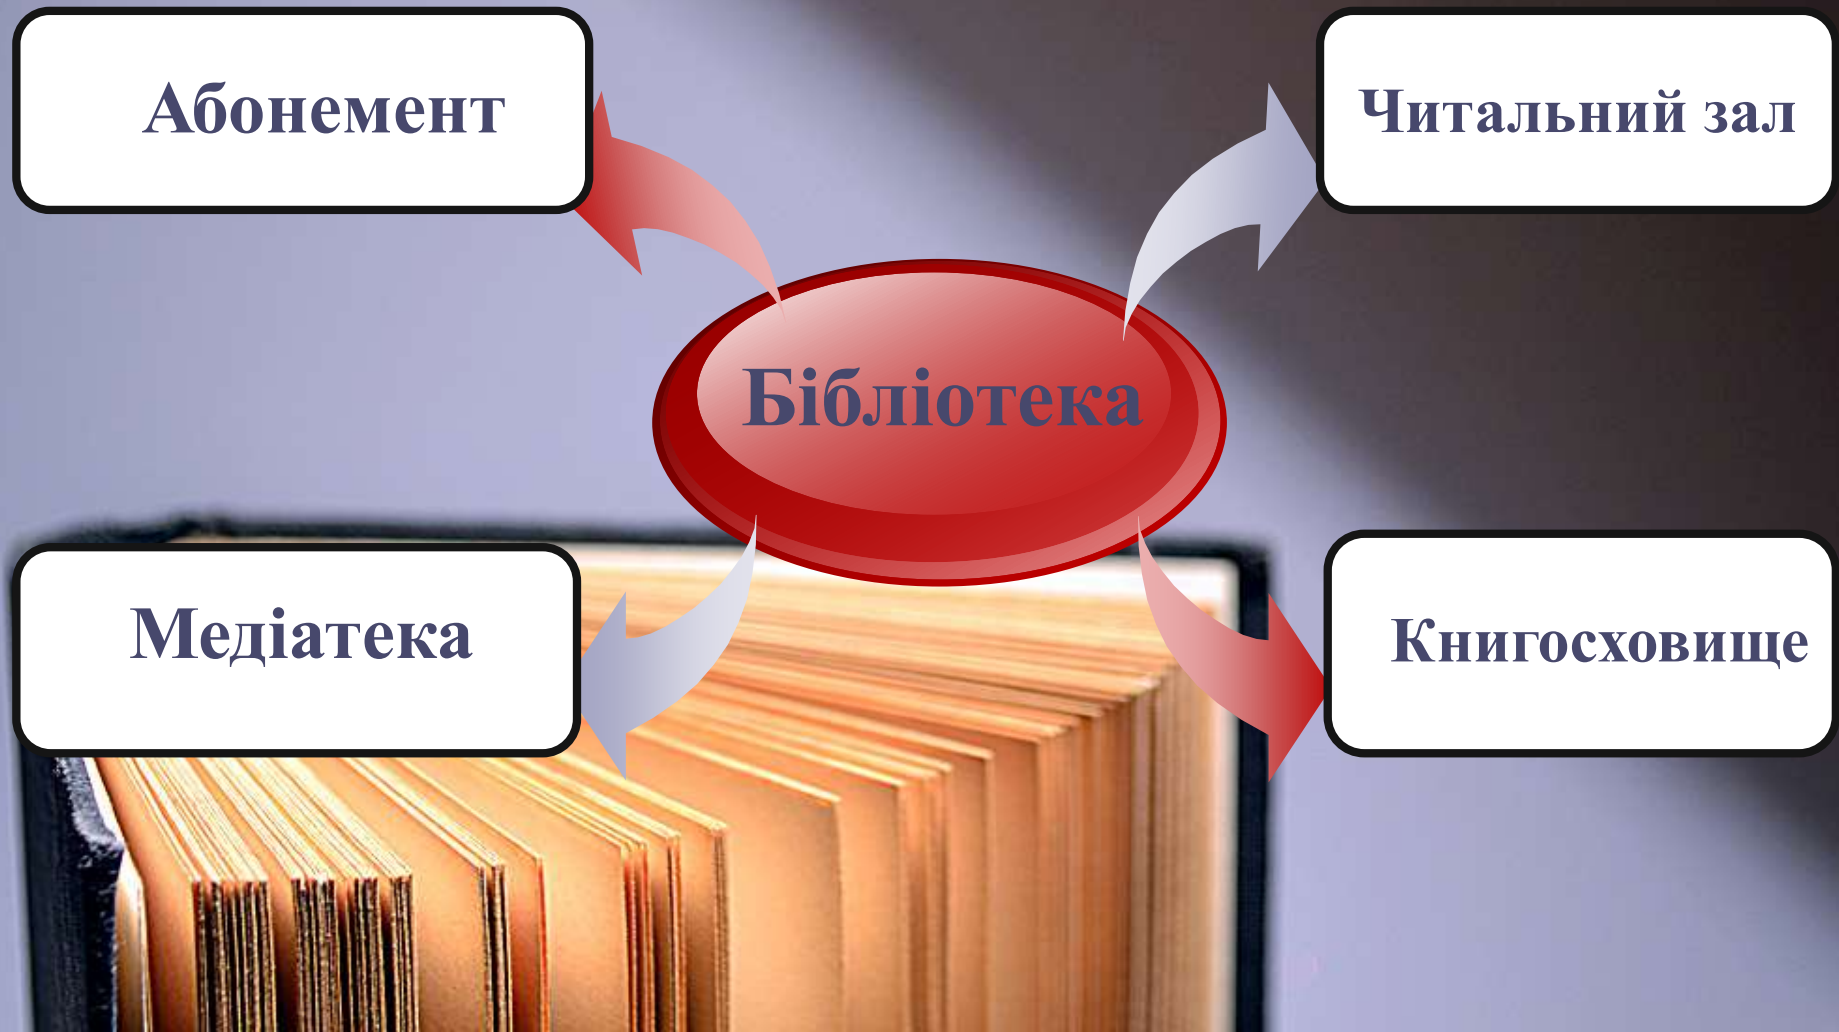 Абонемент
Читальний зал
Бібліотека
Медіатека
Книгосховище